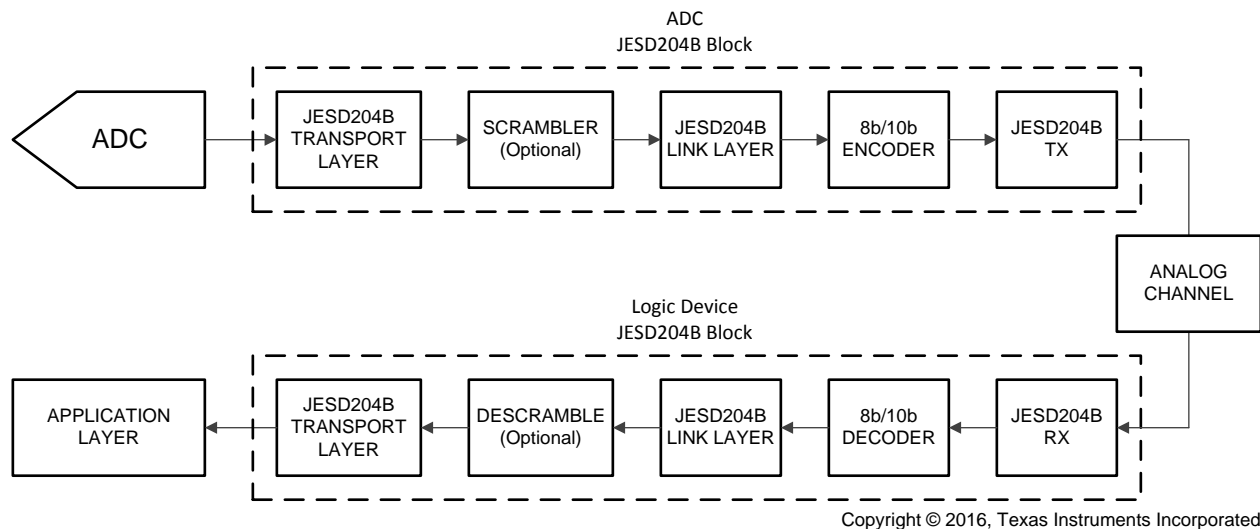 ADC
JESD204B Block
ADC
JESD204B
TRANSPORT
LAYER
SCRAMBLER
(Optional)
JESD204B
LINK LAYER
8b/10b
ENCODER
JESD204B
TX
ANALOG
CHANNEL
Logic Device
JESD204B Block
APPLICATION
LAYER
JESD204B
TRANSPORT
LAYER
DESCRAMBLE
(Optional)
JESD204B
LINK LAYER
8b/10b
DECODER
JESD204B
RX
Copyright © 2016, Texas Instruments Incorporated